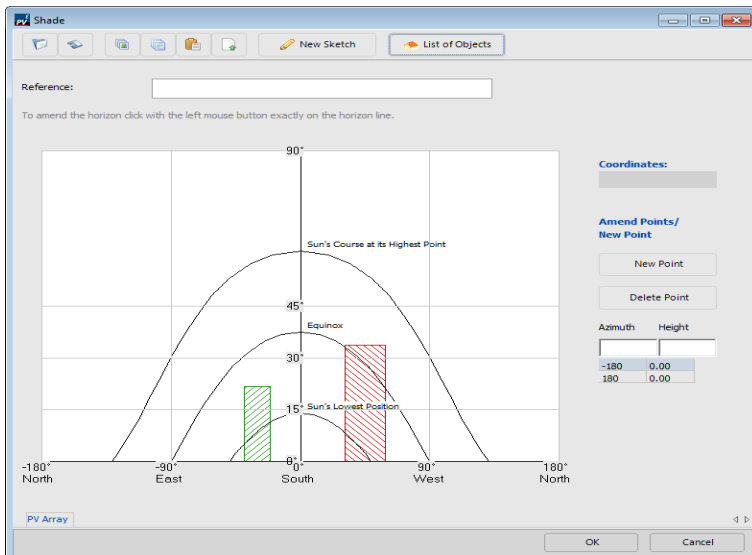 PV Shade
New Sketch
List of Objects
Reference:
To amend the horizon click with the left mouse button exactly on the horizon line.
90°
Coordinates:
Amend Points/
New Point
Sun's Course at its Highest Point
New Point
Delete Point
45°
Equinox
Azimuth Height
30°
-180 0.00
180 0.00
15° Sun's Lowest Position
-180° -90° 0° 90° 180°
0°
North East South West North
PV Array
OK Cancel